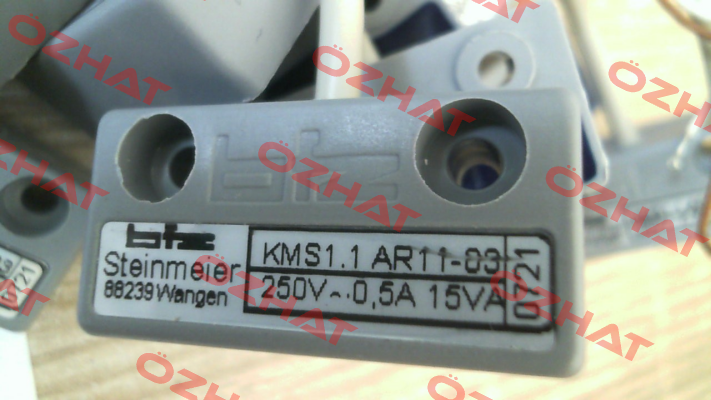 Steinmeier
88239 Wangen
KMS1.1 AR11-03
250V~ 0,5A 15VA
21
ÖZHAT
ÖZHAT
ÖZHAT
ÖZHAT
ÖZHAT
ÖZHAT
ÖZHAT
ÖZHAT
ÖZHAT